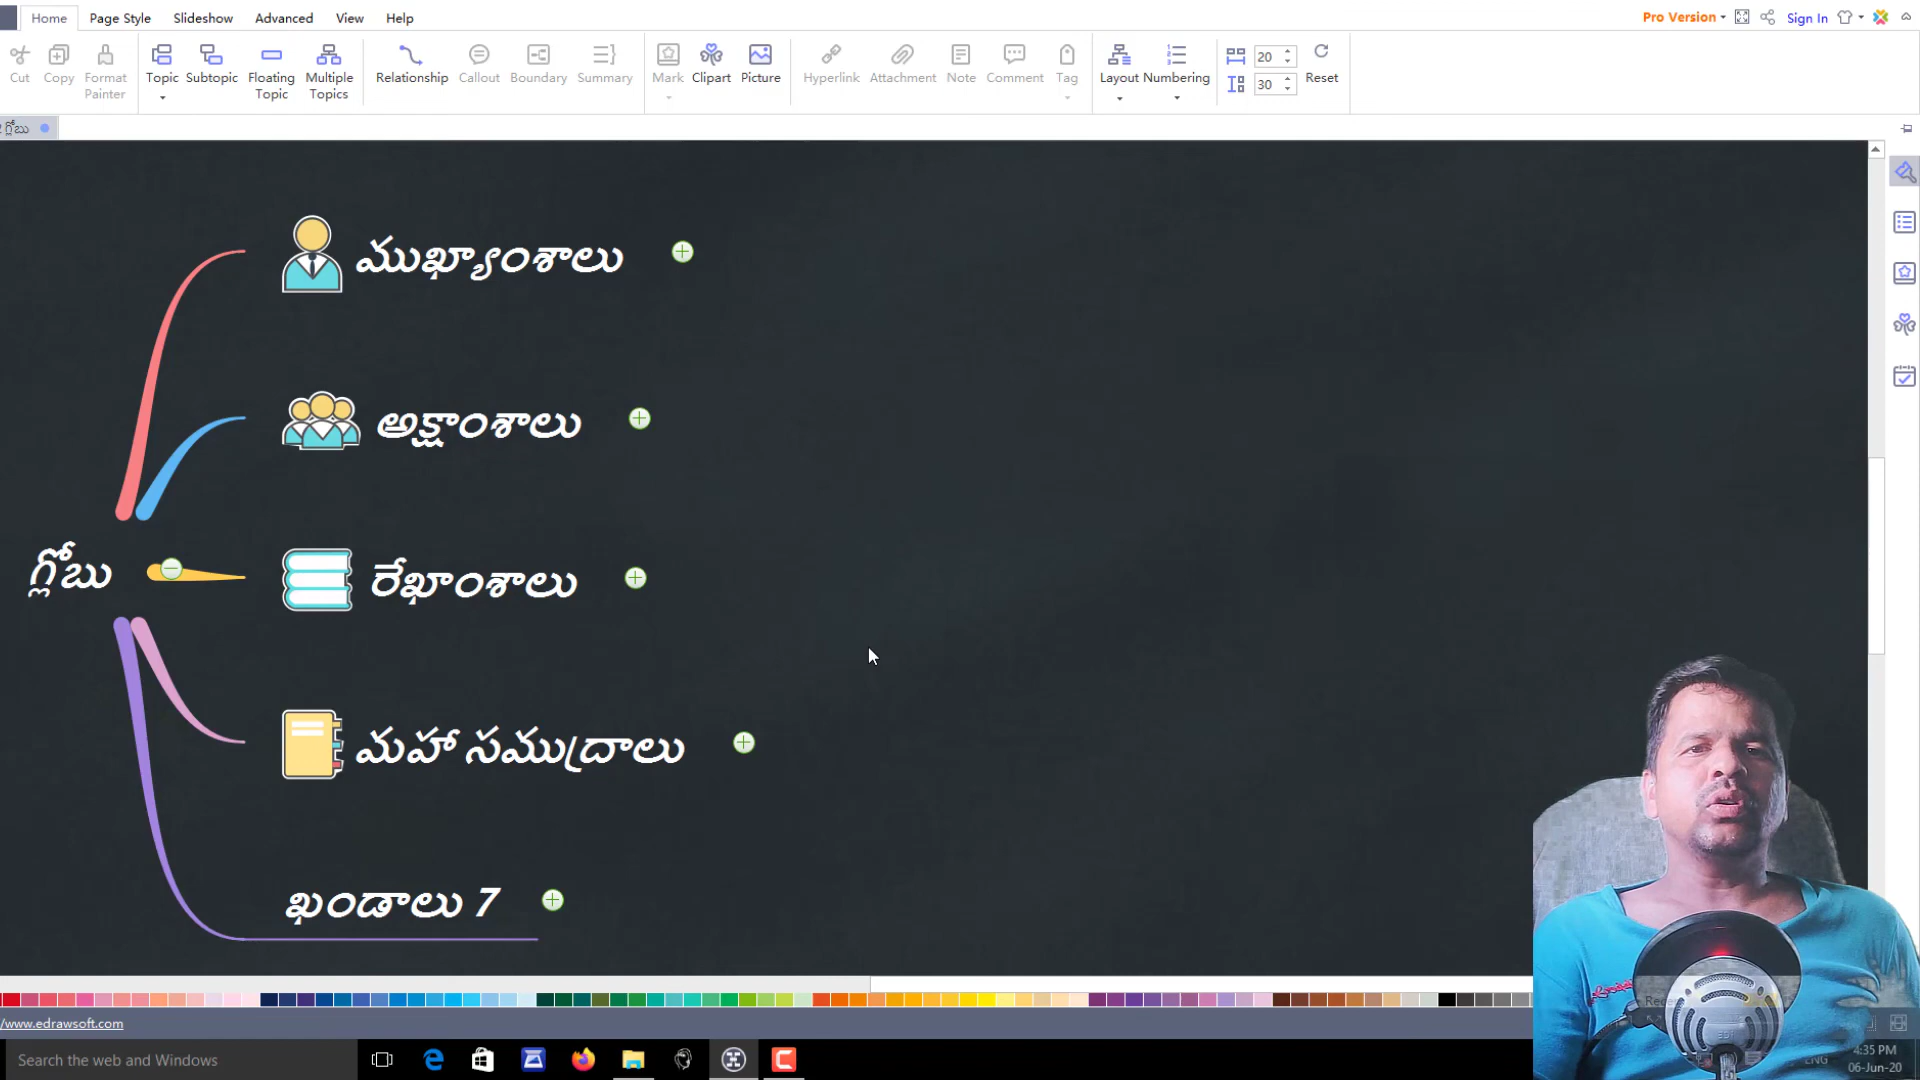 Home Page Style Slideshow Advanced View Help
Pro Version Sign In
Cut Copy Format Painter
Topic Subtopic Floating Topic Multiple Topics
Relationship Callout Boundary Summary
Mark Clipart Picture
Hyperlink Attachment Note Comment Tag
Layout Numbering
20
30
Reset
గ్లోబు
ముఖ్యాంశాలు
అక్షాంశాలు
గ్లోబు
రేఖాంశాలు
మహా సముద్రాలు
ఖండాలు 7
/www.edrawsoft.com
Search the web and Windows
ENG
4:35 PM
06-Jun-20